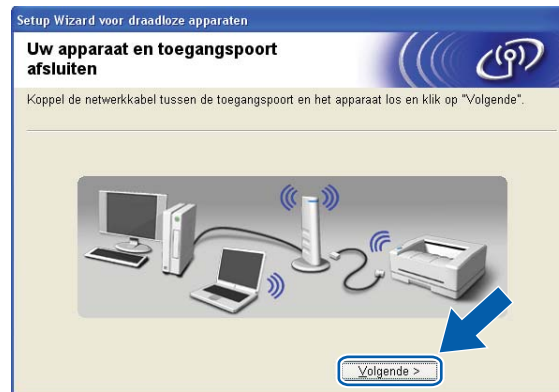 Setup Wizard voor draadloze apparaten
Uw apparaat en toegangspoort
afsluiten
Koppel de netwerkkabel tussen de toegangspoort en het apparaat los en klik op "Volgende".
Volgende >